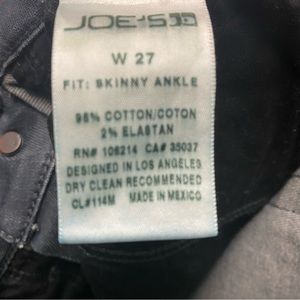 JOE'S
W 27
FIT: SKINNY ANKLE
98% COTTON/COTON
2% ELASTAN
RN# 106214 CA# 35037
DESIGNED IN LOS ANGELES
DRY CLEAN RECOMMENDED
CL#114M MADE IN MEXICO